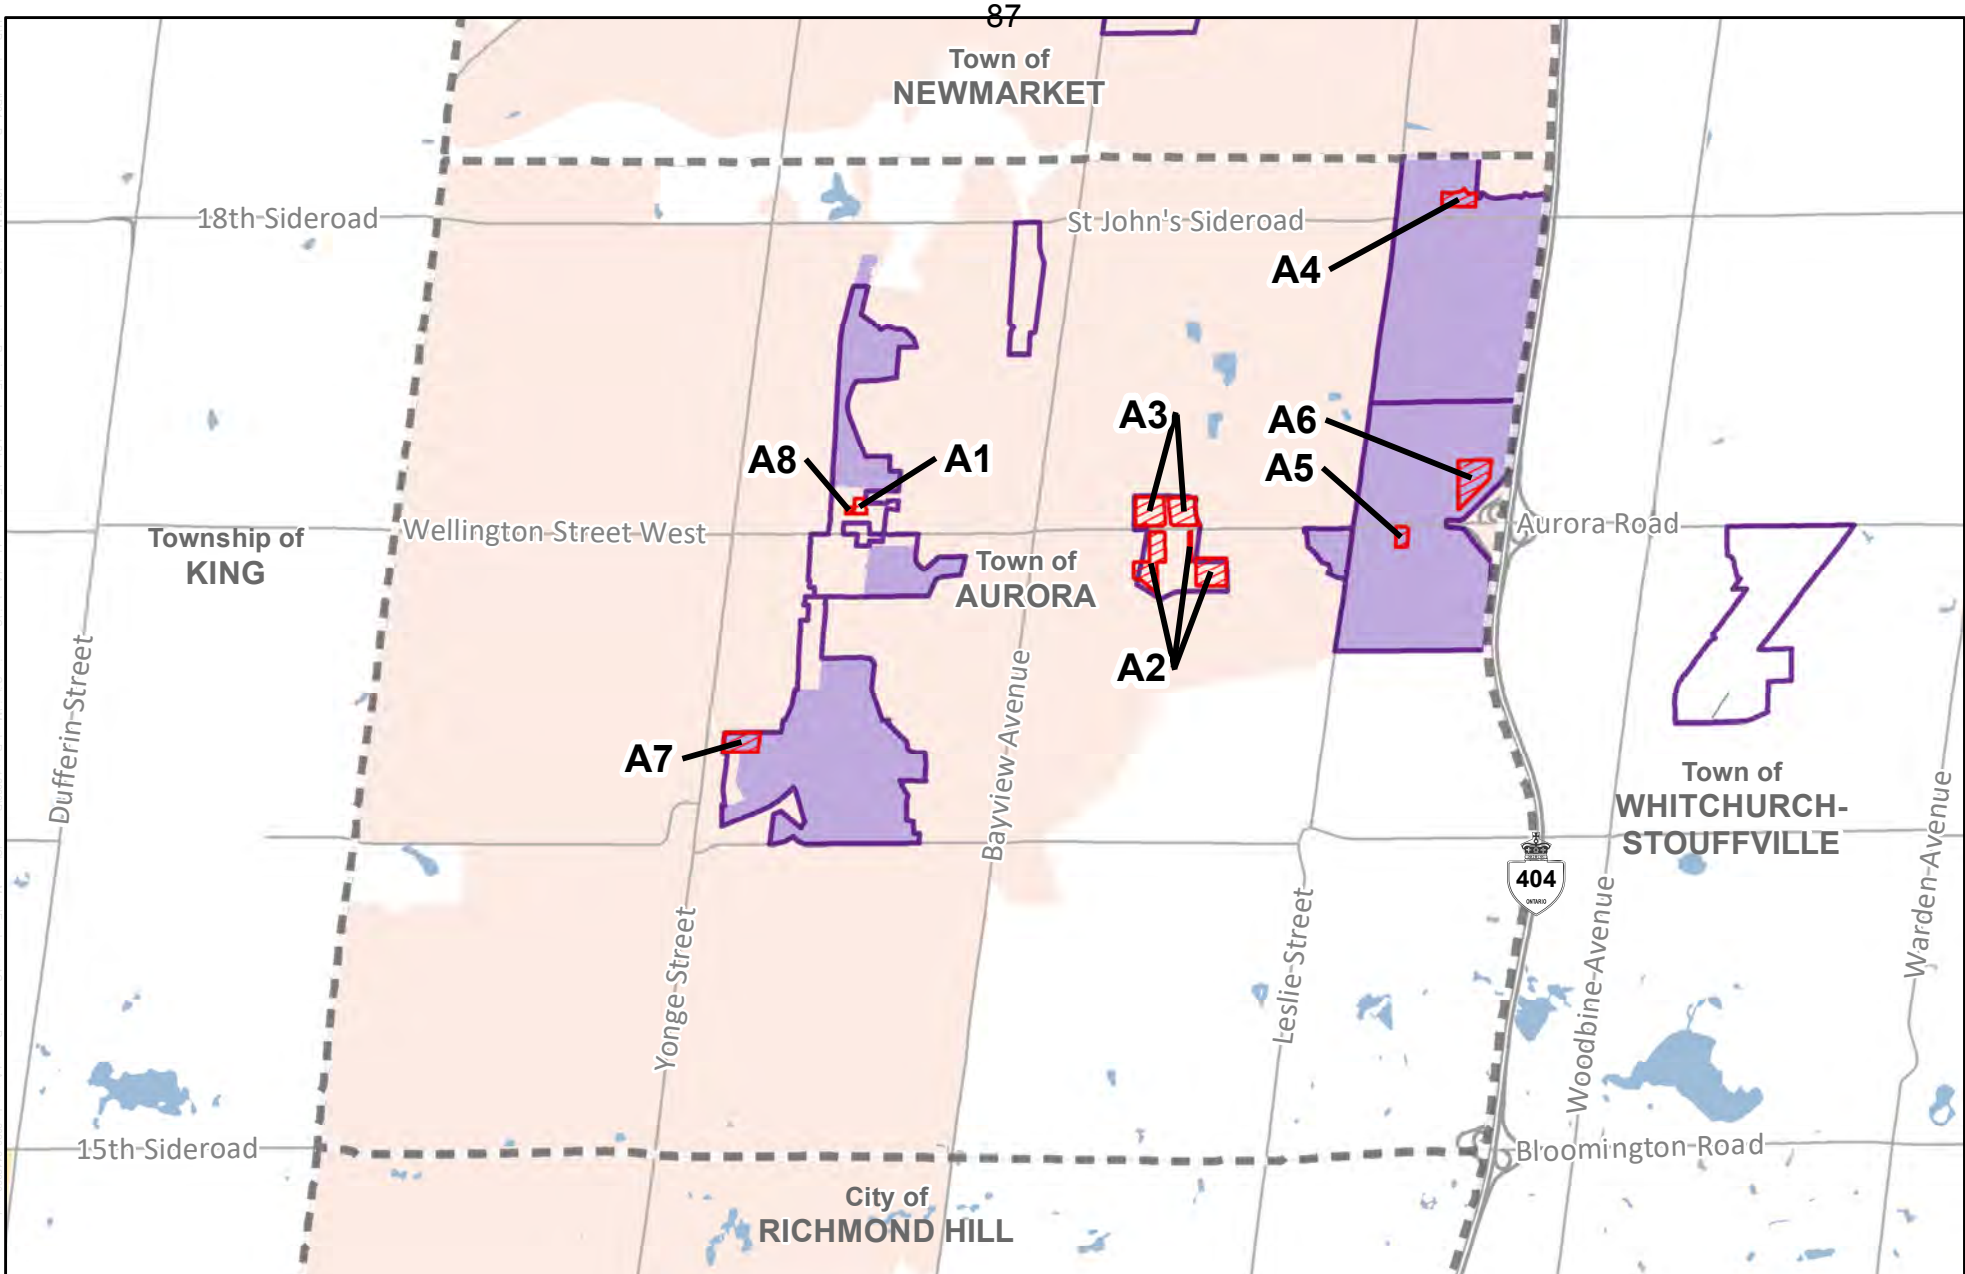 87
Town of
NEWMARKET
18th Sideroad
St John's Sideroad
A4
A3
A6
A8
A1
A5
Wellington Street West
Aurora Road
Township of
KING
Town of
AURORA
A2
Dufferin Street
Bayview Avenue
A7
Town of
WHITCHURCH-
STOUFFVILLE
404
ONTARIO
Yonge Street
Leslie Street
Woodbine Avenue
Warden Avenue
15th Sideroad
Bloomington Road
City of
RICHMOND HILL